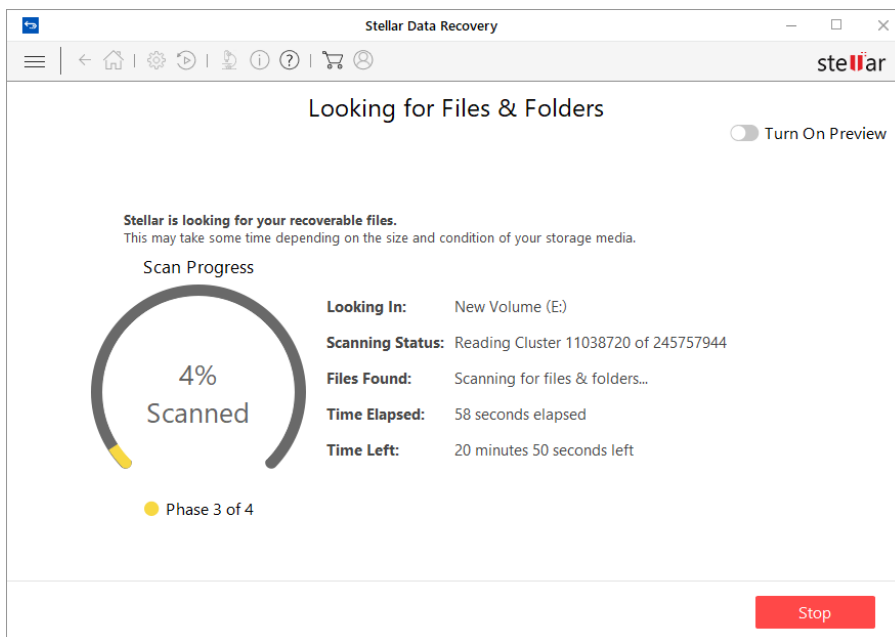 Stellar Data Recovery
stellar
Looking for Files & Folders
Turn On Preview
Stellar is looking for your recoverable files.
This may take some time depending on the size and condition of your storage media.
Scan Progress
4%
Scanned
Looking In: New Volume (E:)
Scanning Status: Reading Cluster 11038720 of 245757944
Files Found: Scanning for files & folders...
Time Elapsed: 58 seconds elapsed
Time Left: 20 minutes 50 seconds left
Phase 3 of 4
Stop